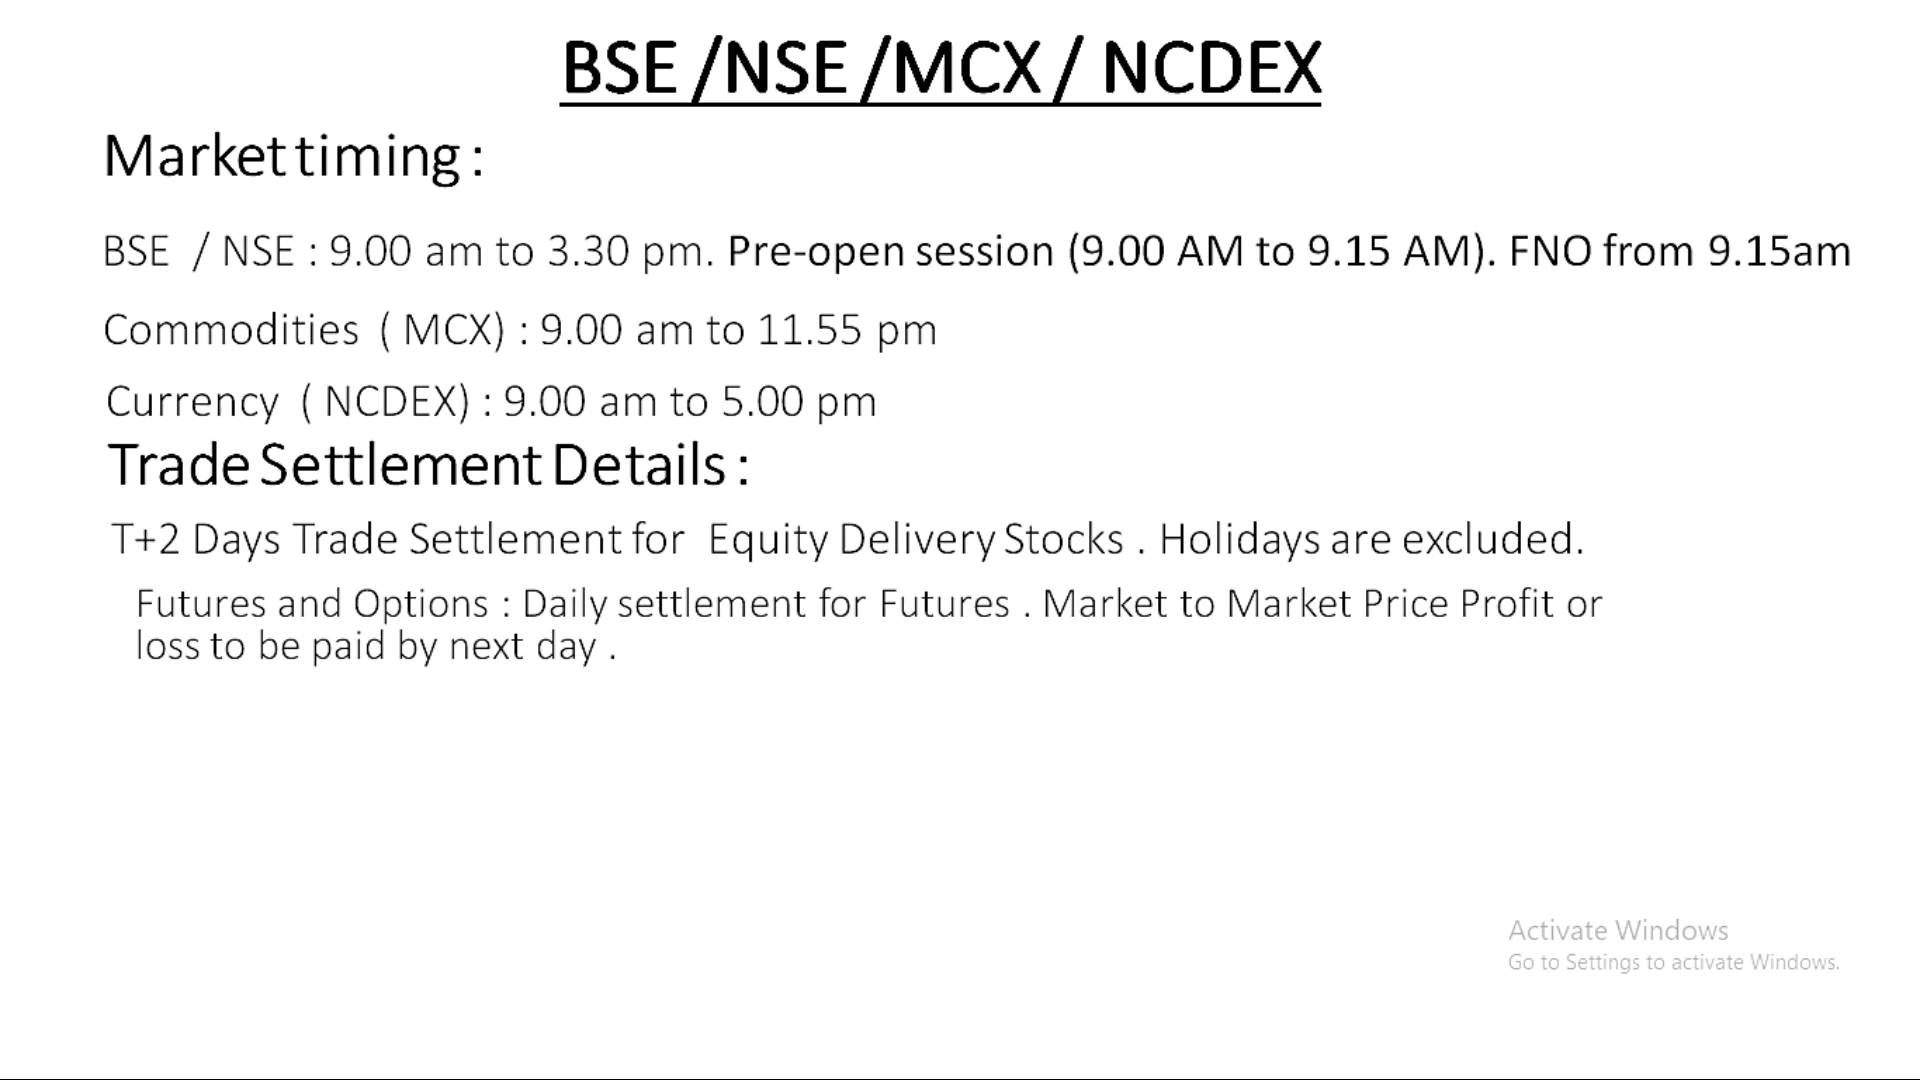 BSE /NSE /MCX / NCDEX
Market timing :
BSE / NSE : 9.00 am to 3.30 pm. Pre-open session (9.00 AM to 9.15 AM). FNO from 9.15am
Commodities ( MCX) : 9.00 am to 11.55 pm
Currency ( NCDEX) : 9.00 am to 5.00 pm
Trade Settlement Details :
T+2 Days Trade Settlement for Equity Delivery Stocks . Holidays are excluded.
Futures and Options : Daily settlement for Futures . Market to Market Price Profit or
loss to be paid by next day .
Activate Windows
Go to Settings to activate Windows.